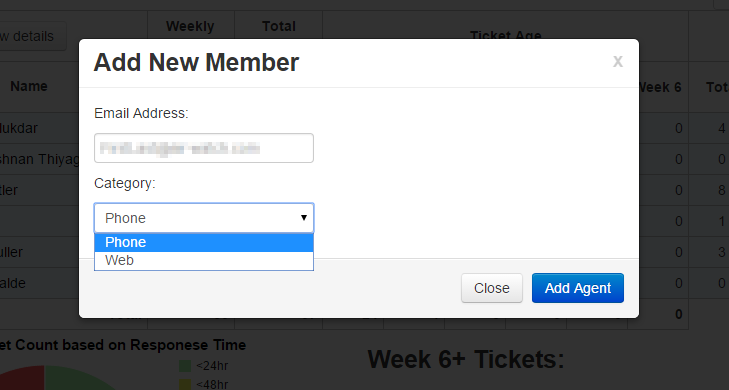 Weekly Total
w details
Ticket Age
Add New Member
x
Name
Week 6
Email Address:
ukdar
0
4
shnan Thiyag
0
0
Category:
tler
0
8
Phone
0
1
Phone
Web
uller
0
3
alde
0
0
Close
Add Agent
0
et Count based on Responese Time
<24hr
<48hr
Week 6+ Tickets: